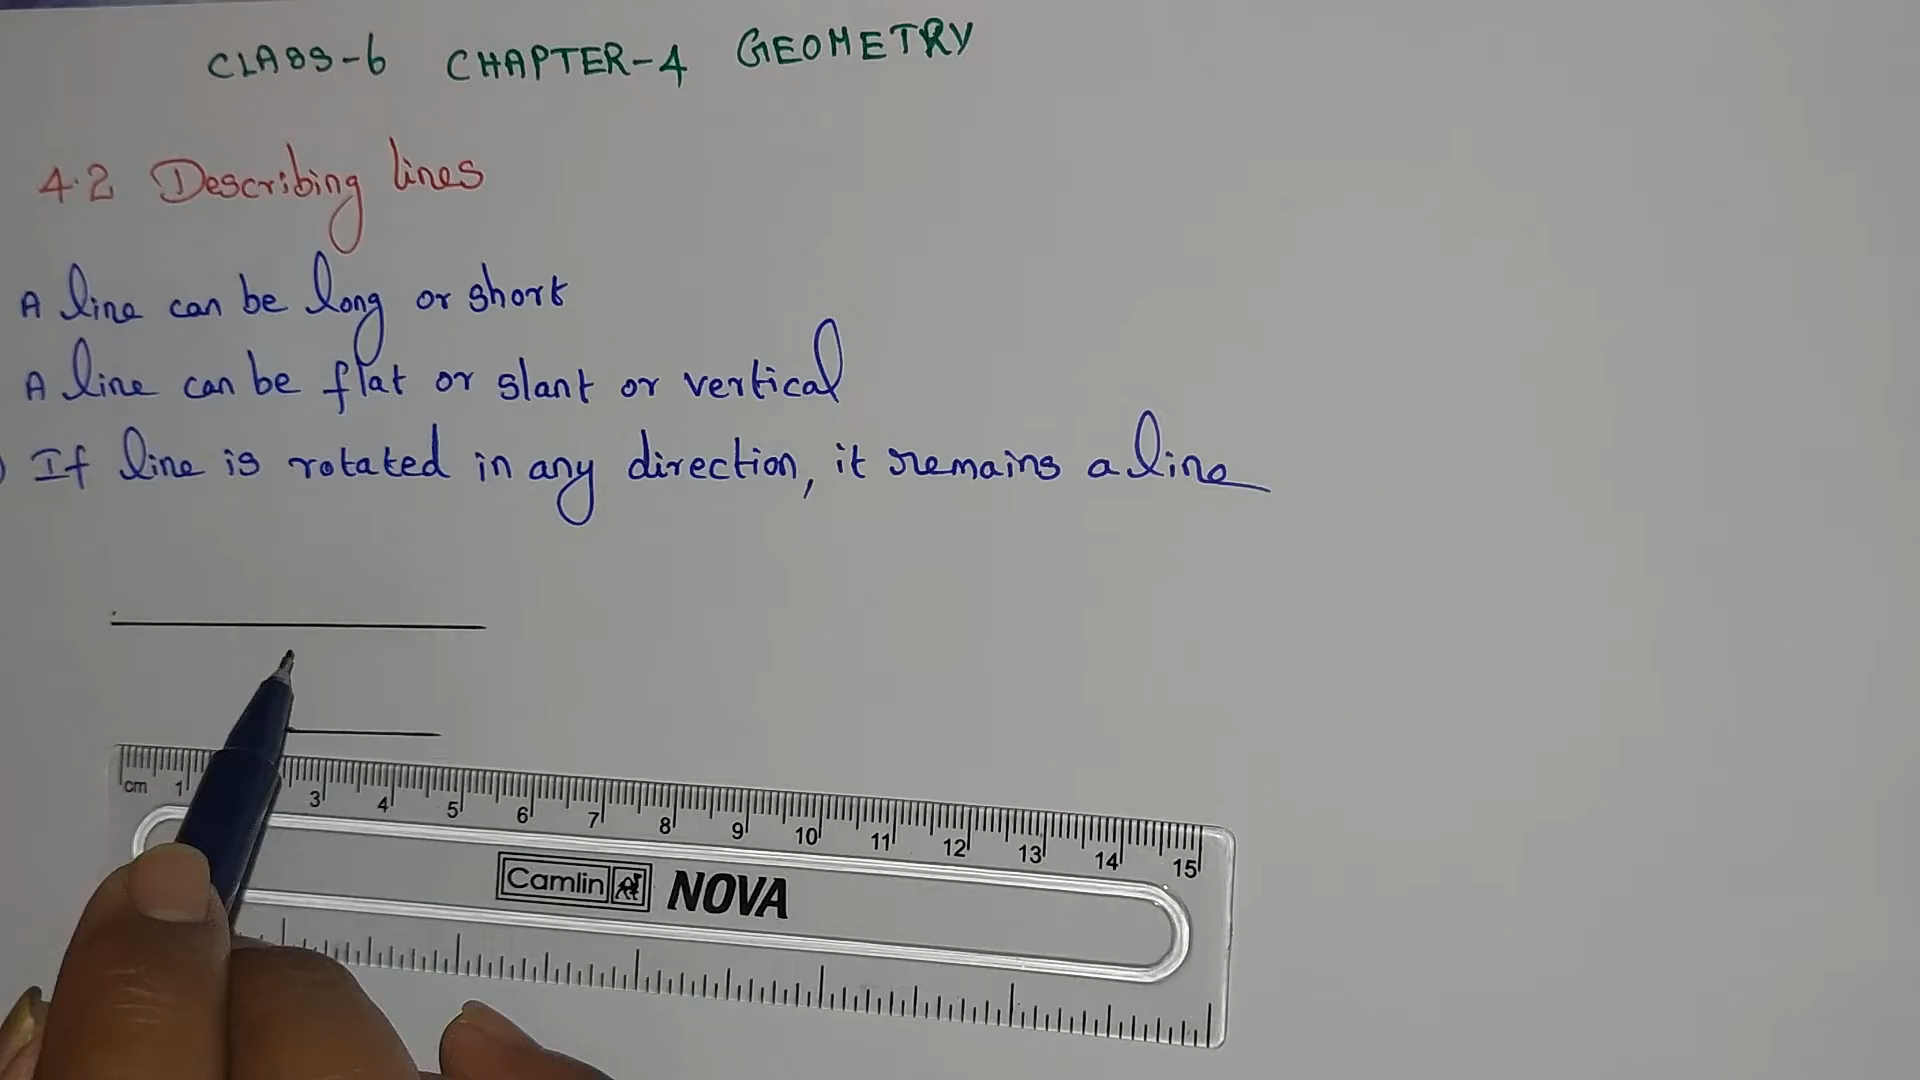 CLASS-6 CHAPTER-4 GEOMETRY
4.2 Describing lines
A line can be long or short
A line can be flat or slant or vertical
) If line is rotated in any direction, it remains a line
cm 1 3 4 5 6 7 8 9 10 11 12 13 14 15
Camlin NOVA